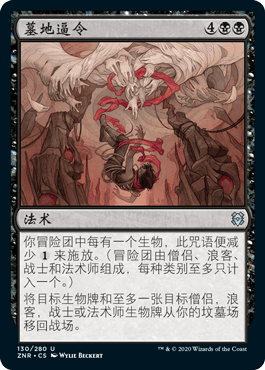 墓地逼令 4
法术
你冒险团中每有一个生物，此咒语便减
少 1 来施放。（冒险团由僧侣、浪客、
战士和法术师组成，每种类别至多只计
入一个。）
将目标生物牌和至多一张目标僧侣，浪
客，战士或法术师生物牌从你的坟墓场
移回战场。
130/280 U
ZNR • CS WYLIE BECKERT
™ & © 2020 Wizards of the Coast